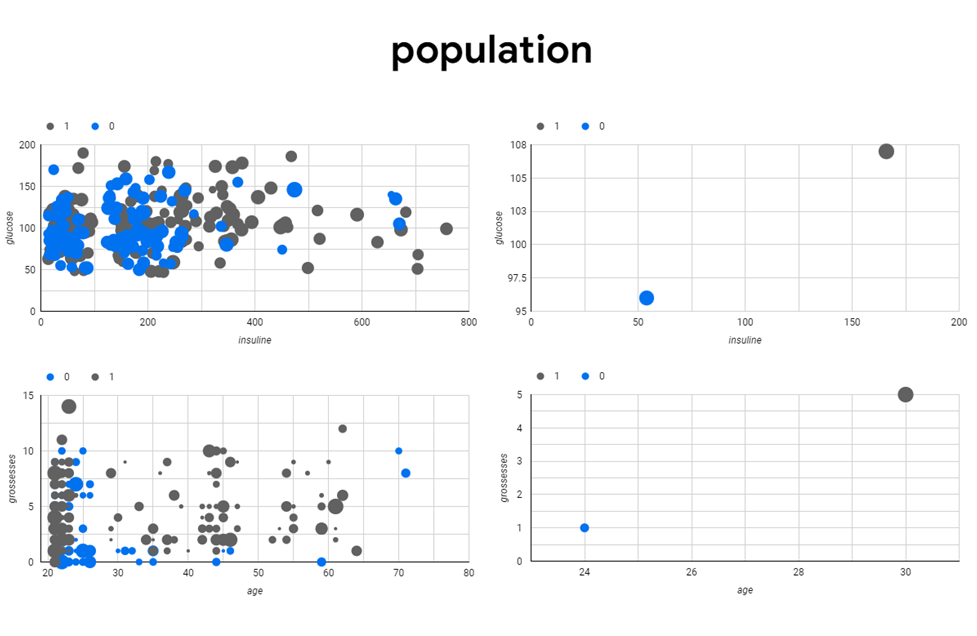 population
1 0
200
150
100
50
0
glucose
0 200 400 600 800
insuline
1 0
108
105
103
100
97.5
95
glucose
0 50 100 150 200
insuline
0 1
15
10
5
0
grossesses
20 30 40 50 60 70 80
age
1 0
5
4
3
2
1
0
grossesses
24 26 28 30
age